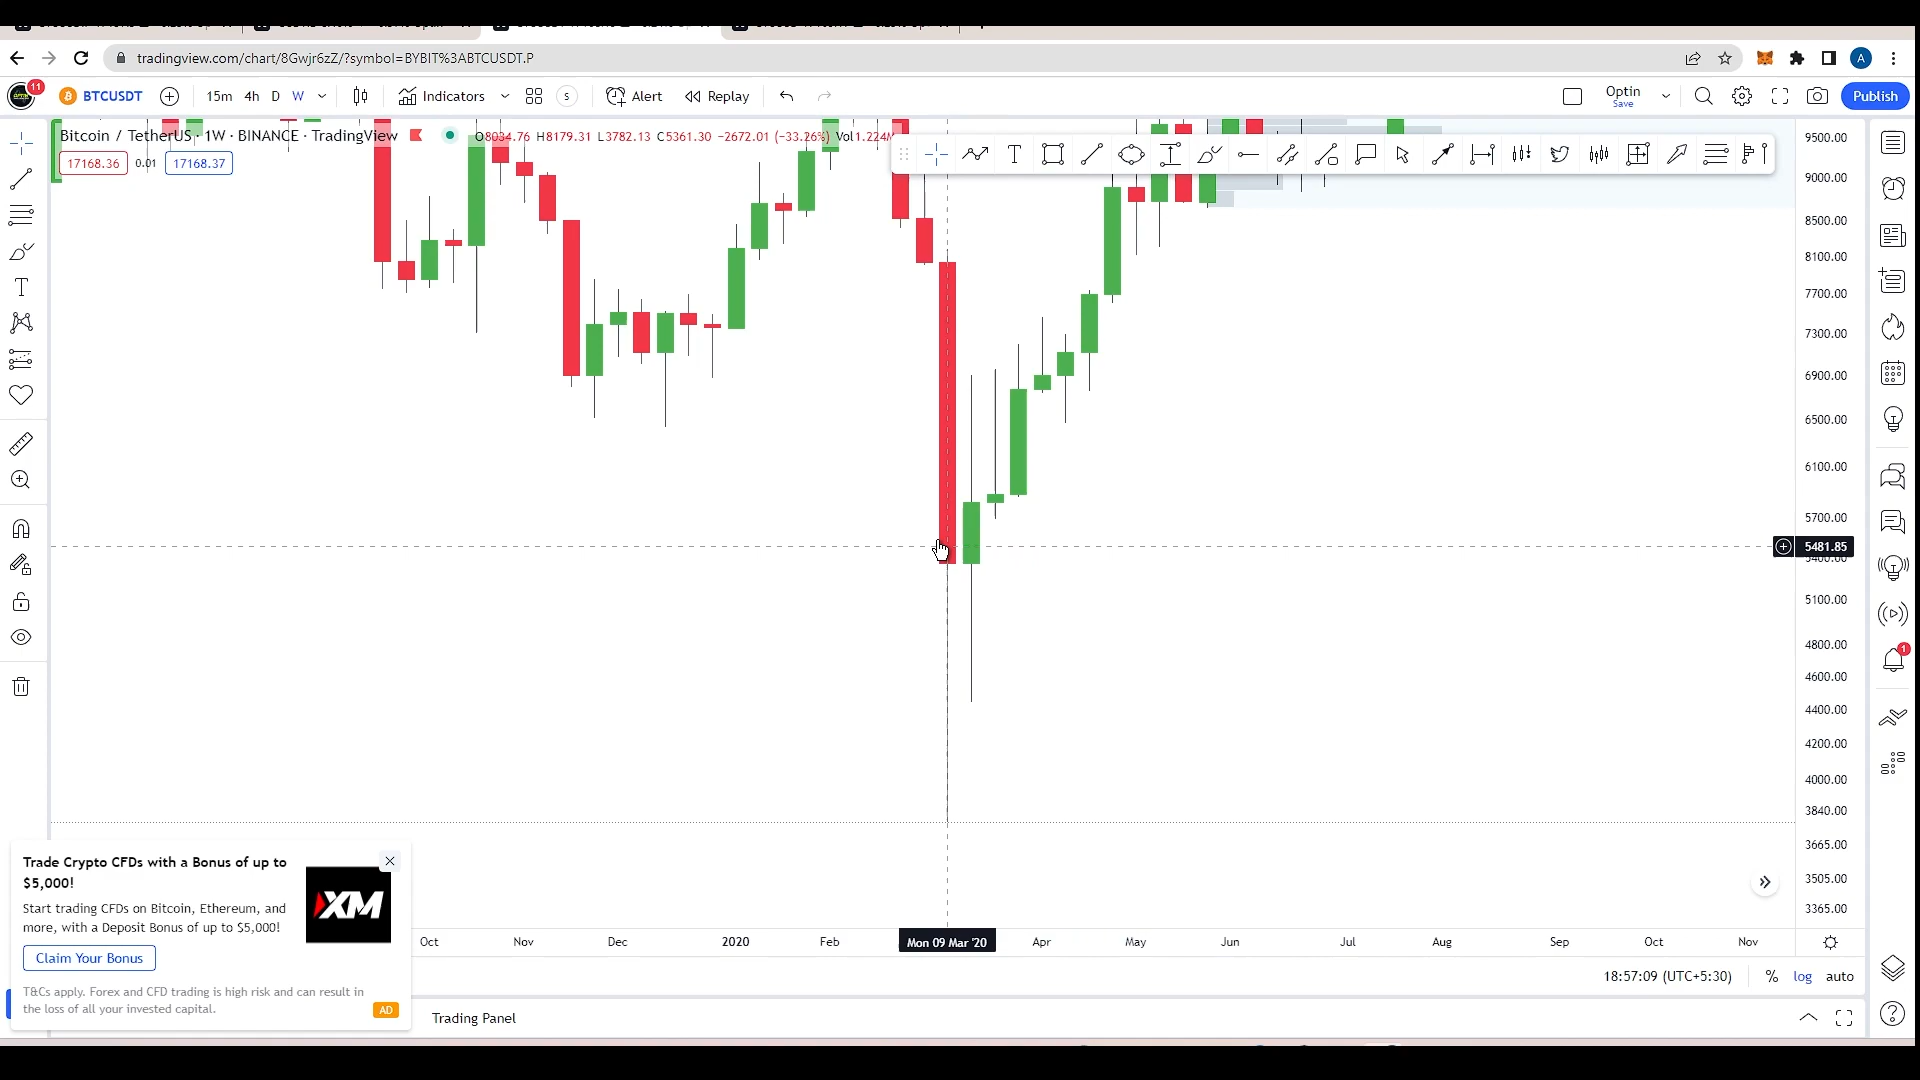 tradingview.com/chart/8Gwjr6zZ/?symbol=BYBIT%3ABTCUSDT.P
A
11
BTCUSDT
15m 4h D W
Indicators
S
Alert
Replay
Optin
Save
Publish
Bitcoin / TetherUS · 1W · BINANCE · TradingView
O8034.76 H8179.31 L3782.13 C5361.30 −2672.01 (−33.26%) Vol1.224M
17168.36 0.01 17168.37
T
T
9500.00
9000.00
8500.00
8100.00
7700.00
7300.00
6900.00
6500.00
6100.00
5700.00
5481.85
5400.00
5100.00
4800.00
4600.00
4400.00
4200.00
4000.00
3840.00
3665.00
3505.00
3365.00
1
Trade Crypto CFDs with a Bonus of up to
$5,000!
Start trading CFDs on Bitcoin, Ethereum, and
more, with a Deposit Bonus of up to $5,000!
XM
Claim Your Bonus
T&Cs apply. Forex and CFD trading is high risk and can result in
the loss of all your invested capital.
AD
Oct Nov Dec 2020 Feb Mon 09 Mar '20 Apr May Jun Jul Aug Sep Oct Nov
18:57:09 (UTC+5:30) % log auto
Trading Panel